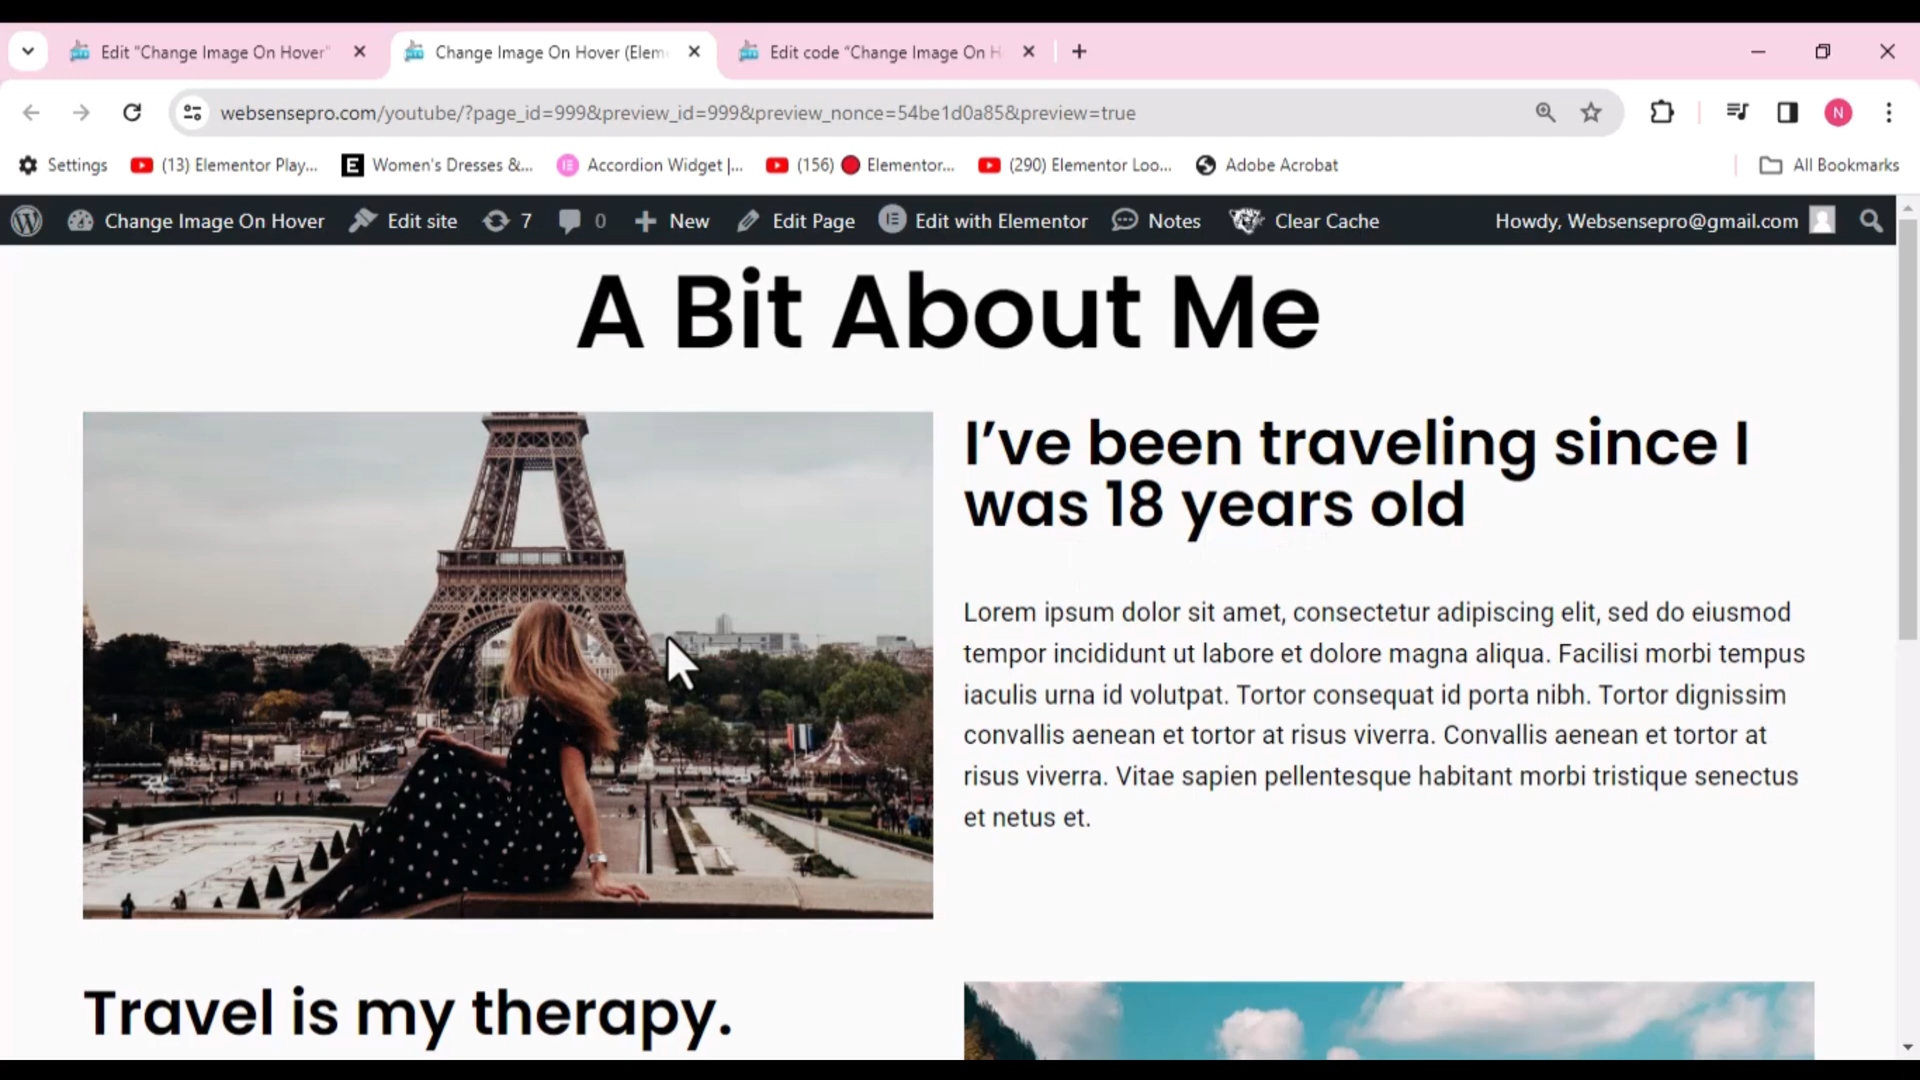 Edit "Change Image On Hover"
Change Image On Hover (Elem
Edit code "Change Image On H
websensepro.com/youtube/?page_id=999&preview_id=999&preview_nonce=54be1d0a85&preview=true
N
Settings
(13) Elementor Play...
E
Women's Dresses &...
Accordion Widget |...
(156)
Elementor...
(290) Elementor Loo...
Adobe Acrobat
All Bookmarks
Change Image On Hover
Edit site
7
0
New
Edit Page
Edit with Elementor
Notes
Clear Cache
Howdy, Websensepro@gmail.com
A Bit About Me
I’ve been traveling since I
was 18 years old
Lorem ipsum dolor sit amet, consectetur adipiscing elit, sed do eiusmod
tempor incididunt ut labore et dolore magna aliqua. Facilisi morbi tempus
iaculis urna id volutpat. Tortor consequat id porta nibh. Tortor dignissim
convallis aenean et tortor at risus viverra. Convallis aenean et tortor at
risus viverra. Vitae sapien pellentesque habitant morbi tristique senectus
et netus et.
Travel is my therapy.